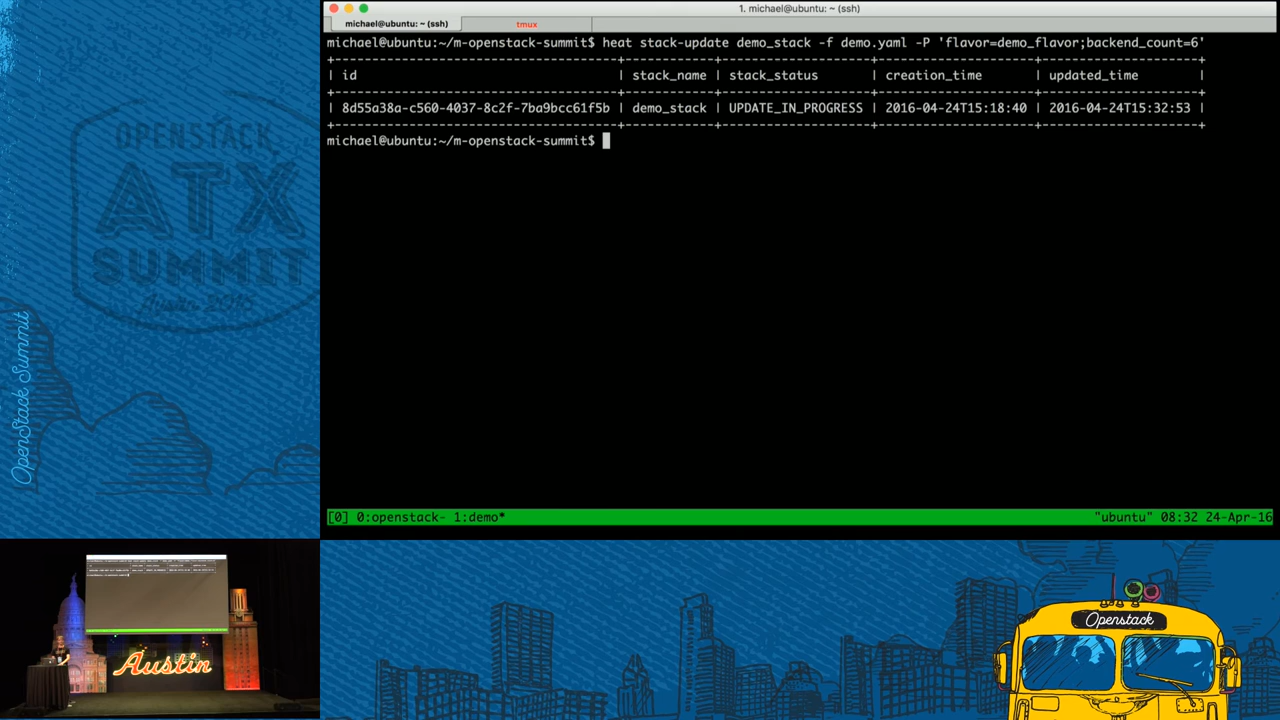 1. michael@ubuntu: ~ (ssh)
michael@ubuntu: ~ (ssh)
tmux
michael@ubuntu:~/m-openstack-summit$ heat stack-update demo_stack -f demo.yaml -P 'flavor=demo_flavor;backend_count=6'
| id | stack_name | stack_status | creation_time | updated_time |
| 8d55a38a-c560-4037-8c2f-7ba9bcc61f5b | demo_stack | UPDATE_IN_PROGRESS | 2016-04-24T15:18:40 | 2016-04-24T15:32:53 |
michael@ubuntu:~/m-openstack-summit$
[0] 0:openstack- 1:demo* "ubuntu" 08:32 24-Apr-16
OPENSTACK
ATX
SUMMIT
Austin 2016
OpenStack Summit
Austin
Openstack